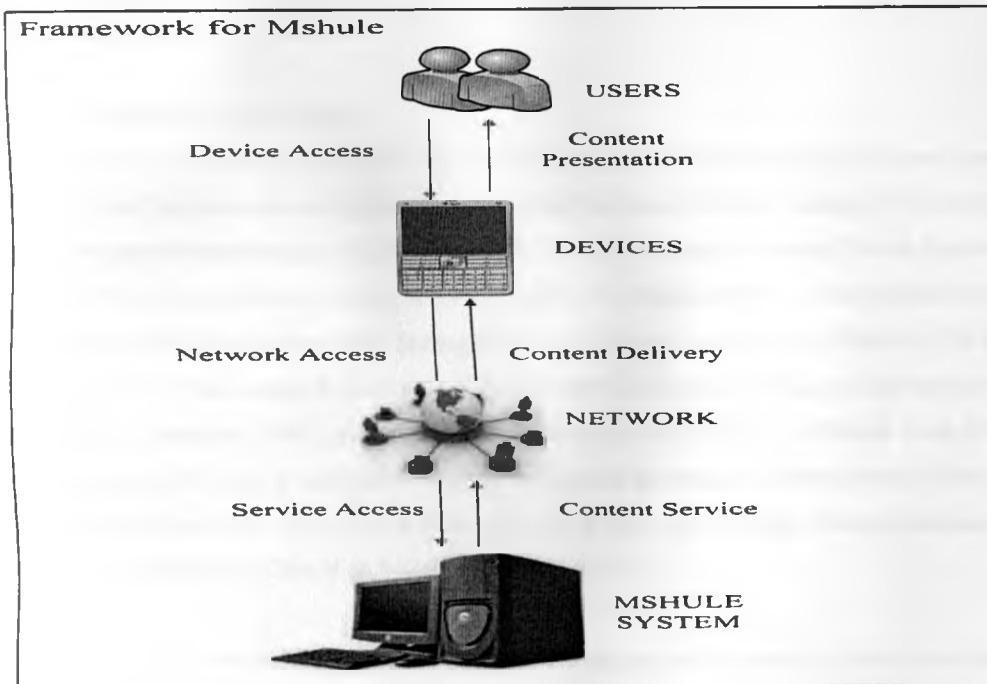 Framework for Mshule
USERS
Device Access
Content
Presentation
DEVICES
Network Access
Content Delivery
NETWORK
Service Access
Content Service
MSHULE
SYSTEM